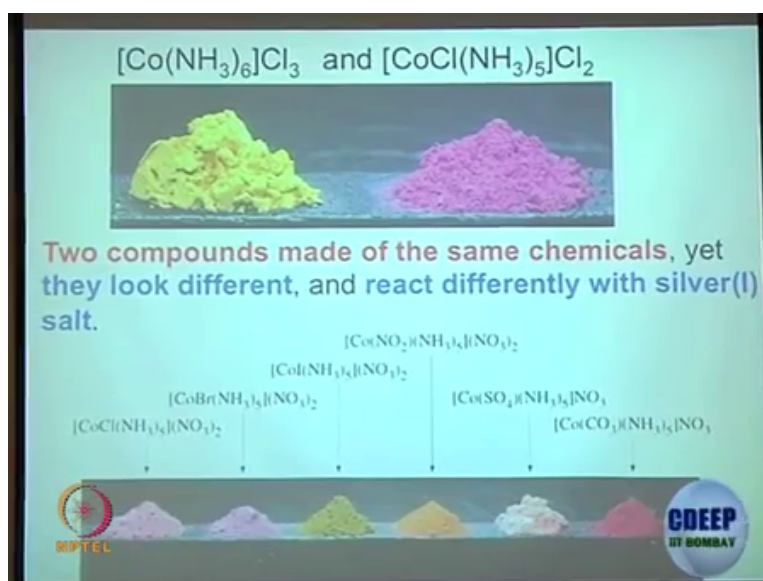 [Co(NH₃)₆]Cl₃ and [CoCl(NH₃)₅]Cl₂
Two compounds made of the same chemicals, yet
they look different, and react differently with silver(I)
salt.
[Co(NO₂)(NH₃)₅](NO₃)₂
[CoI(NH₃)₅](NO₃)₂
[CoBr(NH₃)₅](NO₃)₂
[Co(SO₄)(NH₃)₅]NO₃
[CoCl(NH₃)₅](NO₃)₂
[Co(CO₃)(NH₃)₅]NO₃
NPTEL
CDEEP
IIT BOMBAY